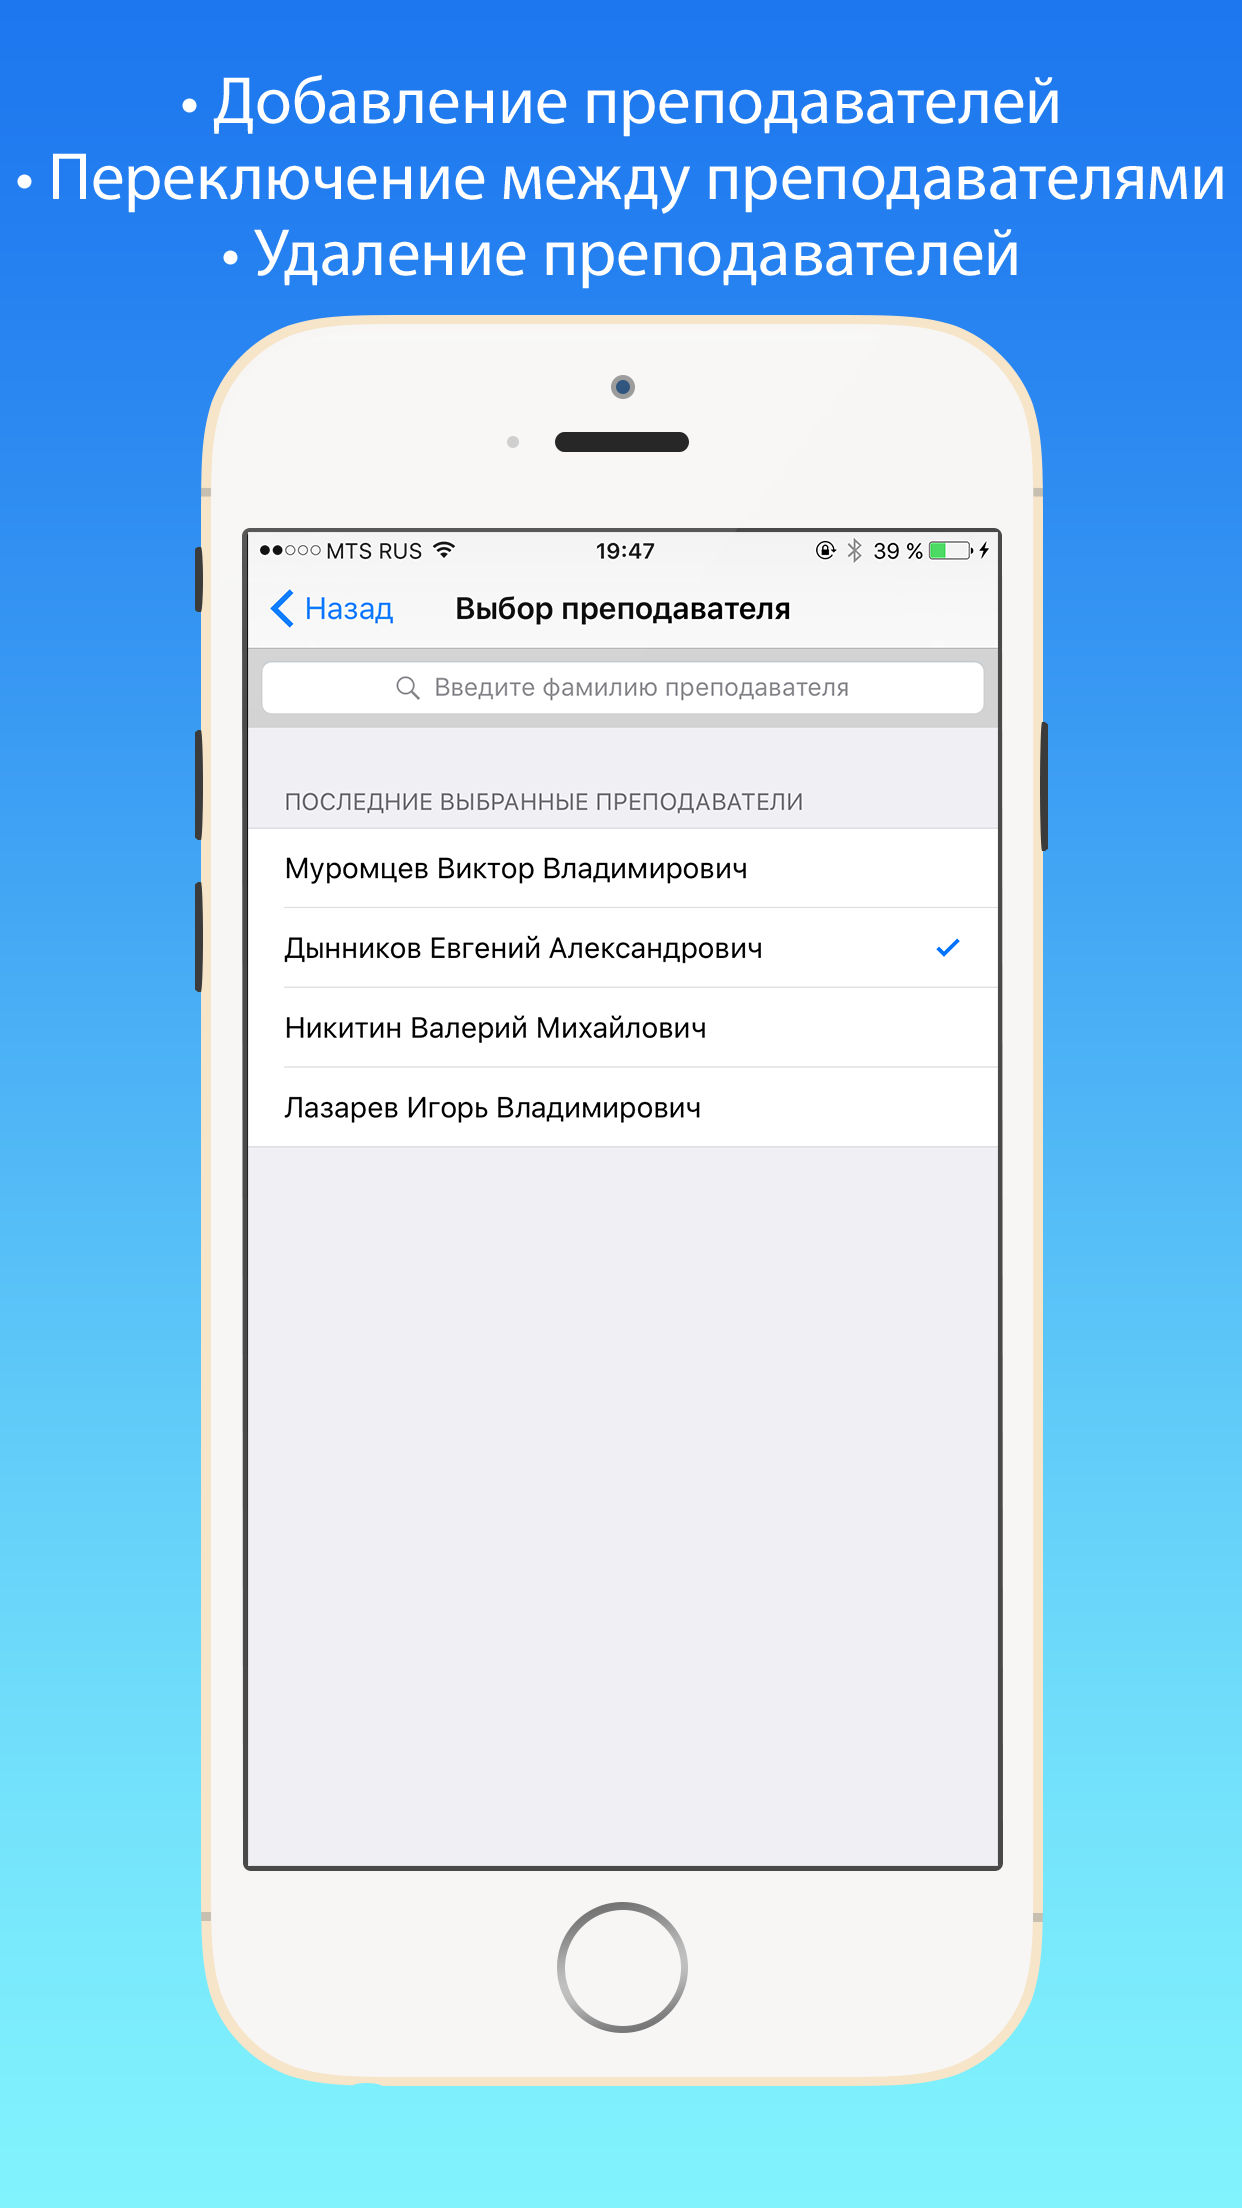 • Добавление преподавателей
• Переключение между преподавателями
• Удаление преподавателей
MTS RUS 19:47 39 %
Назад Выбор преподавателя
Введите фамилию преподавателя
ПОСЛЕДНИЕ ВЫБРАННЫЕ ПРЕПОДАВАТЕЛИ
Муромцев Виктор Владимирович
Дынников Евгений Александрович
Никитин Валерий Михайлович
Лазарев Игорь Владимирович